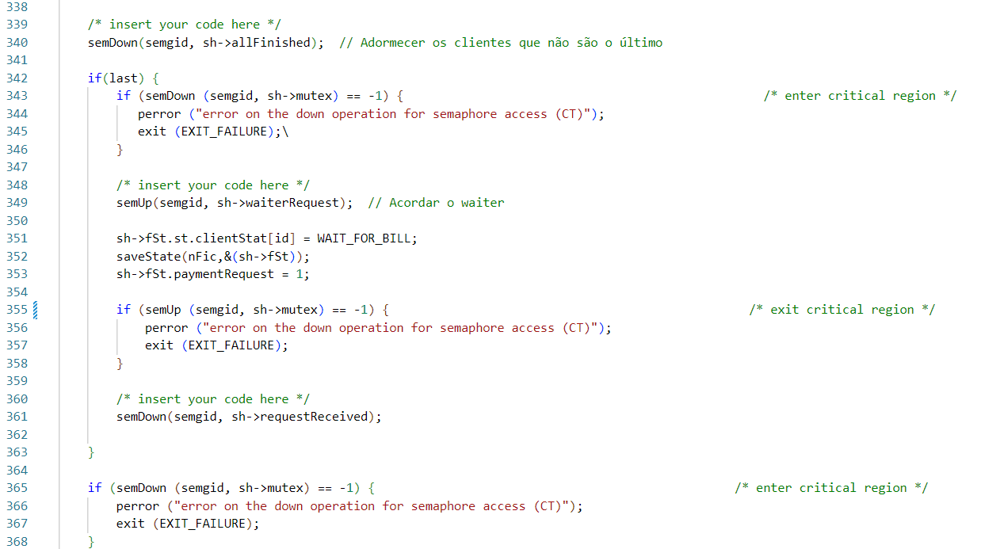 338
339 /* insert your code here */
340 semDown(semgid, sh->allFinished);  // Adormecer os clientes que não são o último
341
342 if(last) {
343     if (semDown (semgid, sh->mutex) == -1) {                                                  /* enter critical region */
344        perror ("error on the down operation for semaphore access (CT)");
345        exit (EXIT_FAILURE);\
346     }
347
348     /* insert your code here */
349     semUp(semgid, sh->waiterRequest);  // Acordar o waiter
350
351     sh->fSt.st.clientStat[id] = WAIT_FOR_BILL;
352     saveState(nFic,&(sh->fSt));
353     sh->fSt.paymentRequest = 1;
354
355     if (semUp (semgid, sh->mutex) == -1) {                                                  /* exit critical region */
356         perror ("error on the down operation for semaphore access (CT)");
357         exit (EXIT_FAILURE);
358     }
359
360     /* insert your code here */
361     semDown(semgid, sh->requestReceived);
362
363 }
364
365 if (semDown (semgid, sh->mutex) == -1) {                                                  /* enter critical region */
366     perror ("error on the down operation for semaphore access (CT)");
367     exit (EXIT_FAILURE);
368 }